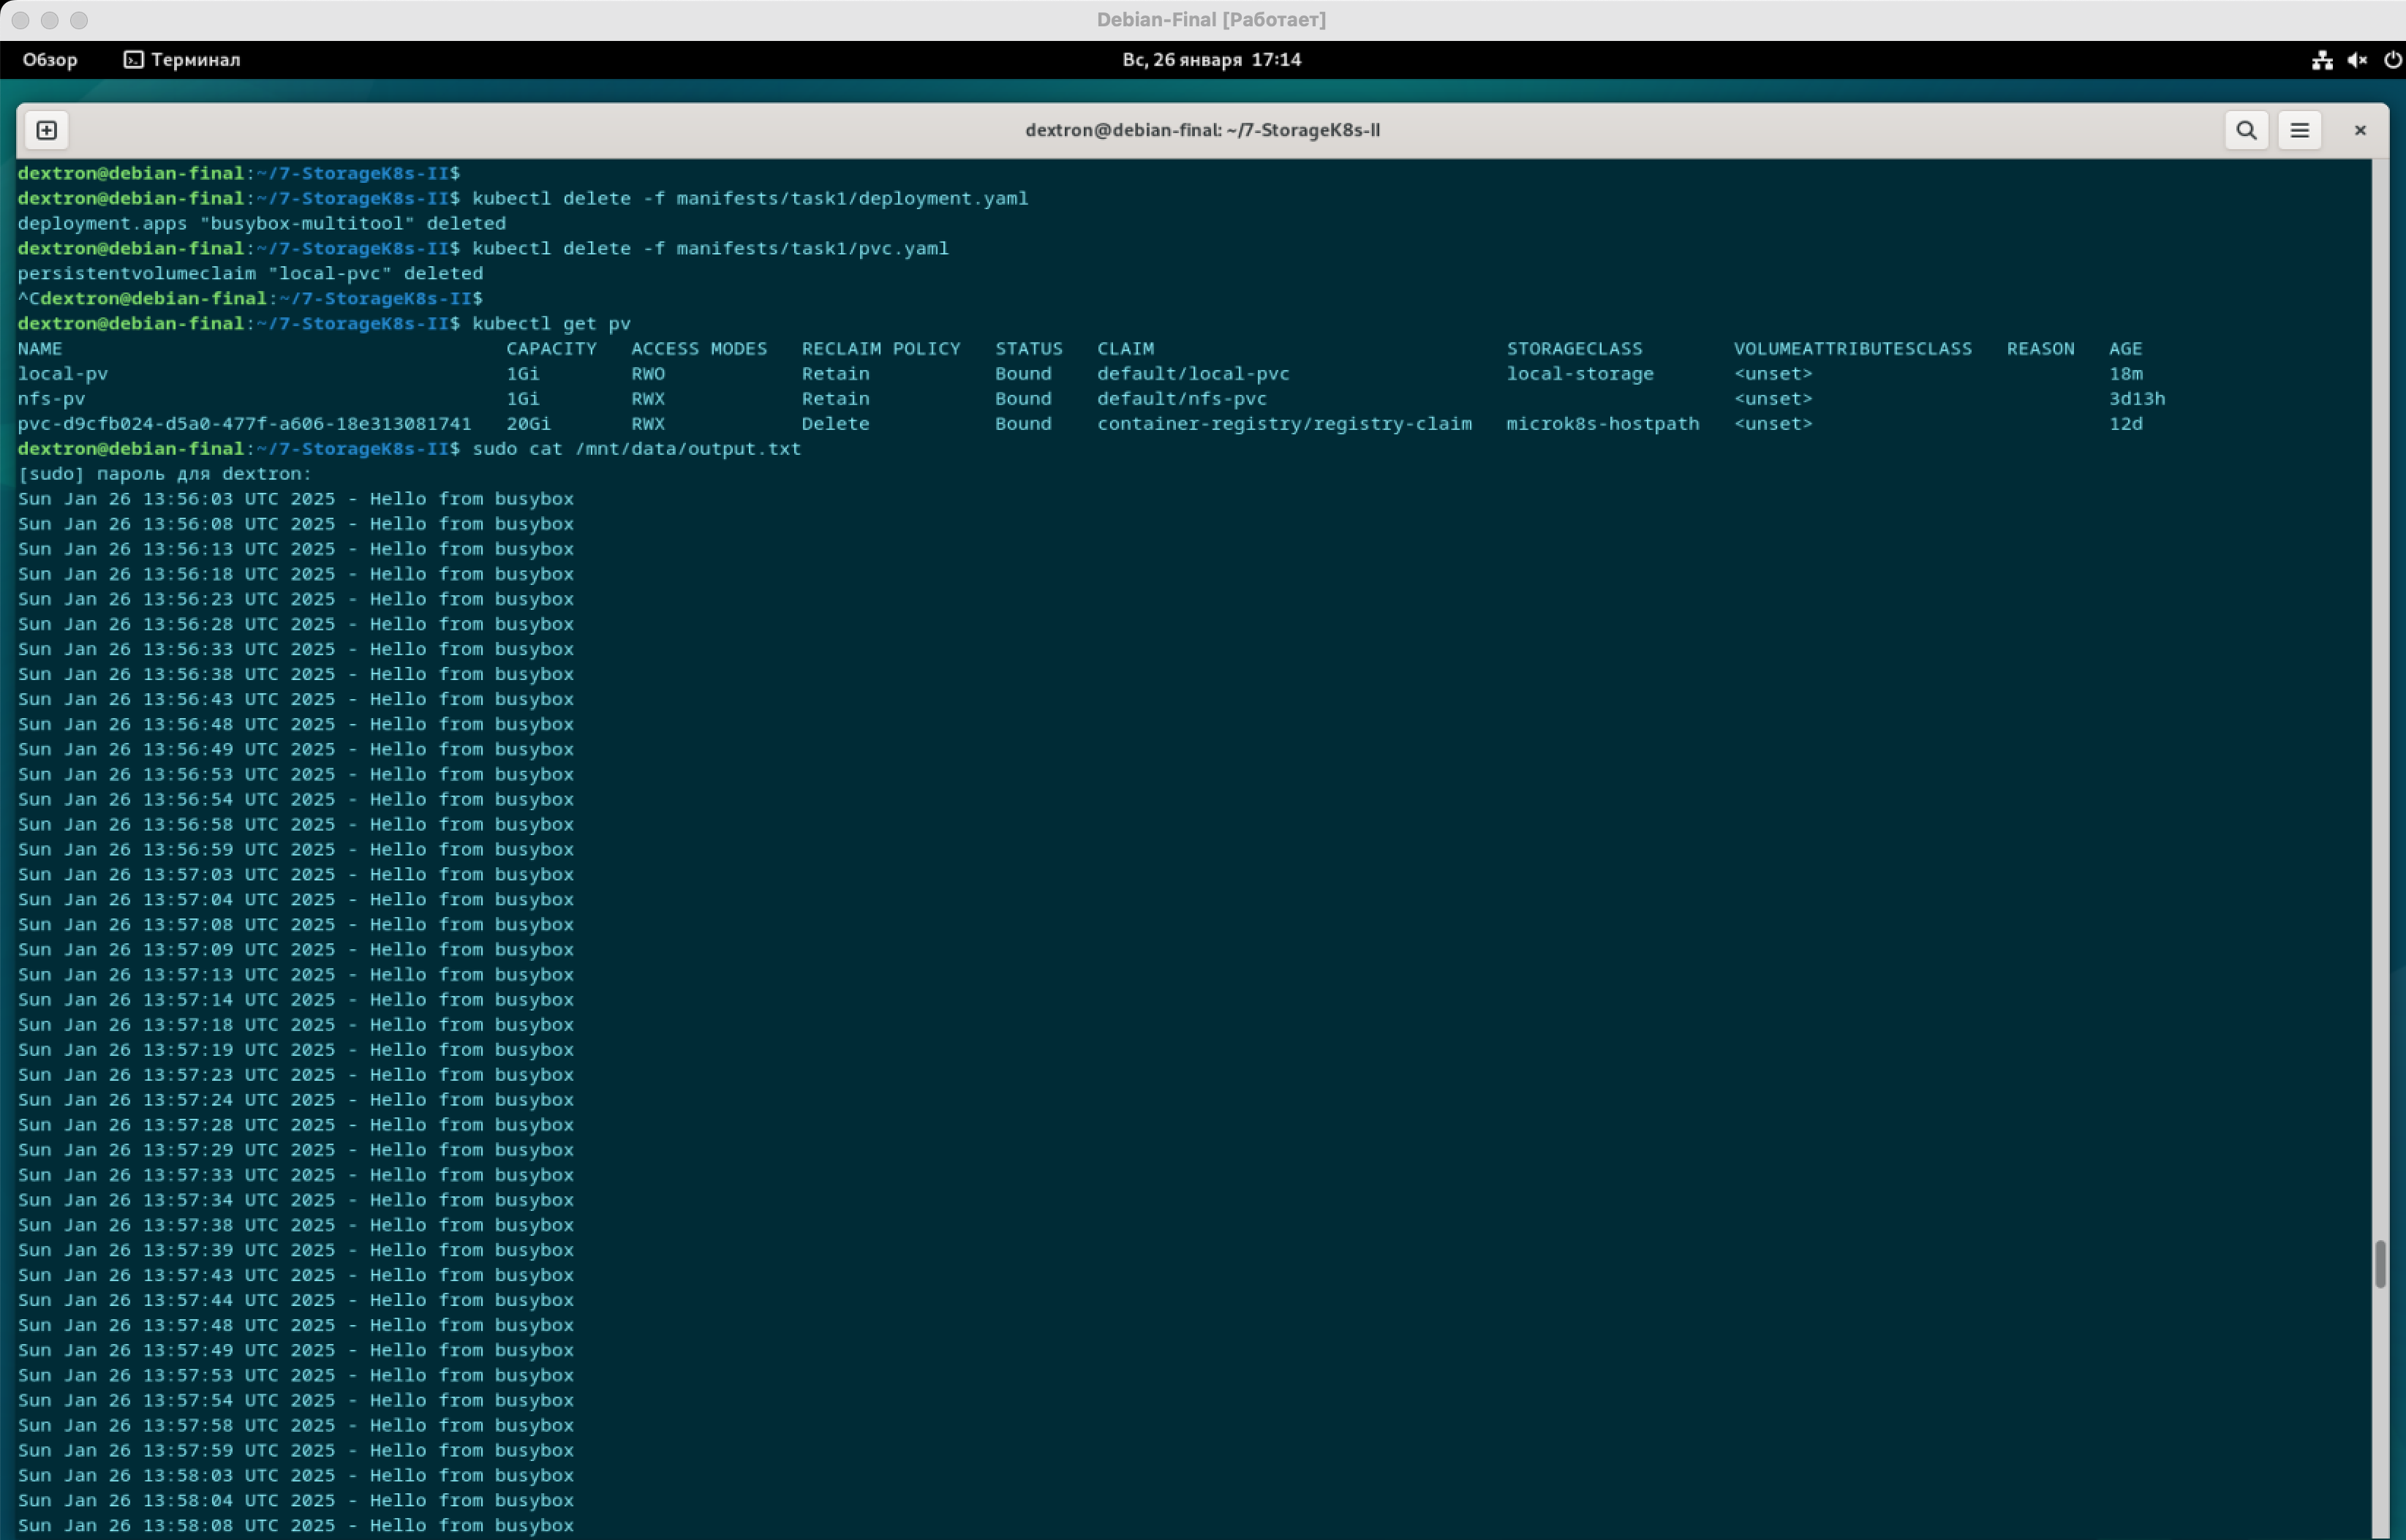 Debian-Final [Работает]
Обзор Терминал Вс, 26 января 17:14
dextron@debian-final: ~/7-StorageK8s-II
dextron@debian-final:~/7-StorageK8s-II$
dextron@debian-final:~/7-StorageK8s-II$ kubectl delete -f manifests/task1/deployment.yaml
deployment.apps "busybox-multitool" deleted
dextron@debian-final:~/7-StorageK8s-II$ kubectl delete -f manifests/task1/pvc.yaml
persistentvolumeclaim "local-pvc" deleted
^Cdextron@debian-final:~/7-StorageK8s-II$
dextron@debian-final:~/7-StorageK8s-II$ kubectl get pv
NAME CAPACITY ACCESS MODES RECLAIM POLICY STATUS CLAIM STORAGECLASS VOLUMEATTRIBUTESCLASS REASON AGE
local-pv 1Gi RWO Retain Bound default/local-pvc local-storage <unset> 18m
nfs-pv 1Gi RWX Retain Bound default/nfs-pvc <unset> 3d13h
pvc-d9cfb024-d5a0-477f-a606-18e313081741 20Gi RWX Delete Bound container-registry/registry-claim microk8s-hostpath <unset> 12d
dextron@debian-final:~/7-StorageK8s-II$ sudo cat /mnt/data/output.txt
[sudo] пароль для dextron:
Sun Jan 26 13:56:03 UTC 2025 - Hello from busybox
Sun Jan 26 13:56:08 UTC 2025 - Hello from busybox
Sun Jan 26 13:56:13 UTC 2025 - Hello from busybox
Sun Jan 26 13:56:18 UTC 2025 - Hello from busybox
Sun Jan 26 13:56:23 UTC 2025 - Hello from busybox
Sun Jan 26 13:56:28 UTC 2025 - Hello from busybox
Sun Jan 26 13:56:33 UTC 2025 - Hello from busybox
Sun Jan 26 13:56:38 UTC 2025 - Hello from busybox
Sun Jan 26 13:56:43 UTC 2025 - Hello from busybox
Sun Jan 26 13:56:48 UTC 2025 - Hello from busybox
Sun Jan 26 13:56:49 UTC 2025 - Hello from busybox
Sun Jan 26 13:56:53 UTC 2025 - Hello from busybox
Sun Jan 26 13:56:54 UTC 2025 - Hello from busybox
Sun Jan 26 13:56:58 UTC 2025 - Hello from busybox
Sun Jan 26 13:56:59 UTC 2025 - Hello from busybox
Sun Jan 26 13:57:03 UTC 2025 - Hello from busybox
Sun Jan 26 13:57:04 UTC 2025 - Hello from busybox
Sun Jan 26 13:57:08 UTC 2025 - Hello from busybox
Sun Jan 26 13:57:09 UTC 2025 - Hello from busybox
Sun Jan 26 13:57:13 UTC 2025 - Hello from busybox
Sun Jan 26 13:57:14 UTC 2025 - Hello from busybox
Sun Jan 26 13:57:18 UTC 2025 - Hello from busybox
Sun Jan 26 13:57:19 UTC 2025 - Hello from busybox
Sun Jan 26 13:57:23 UTC 2025 - Hello from busybox
Sun Jan 26 13:57:24 UTC 2025 - Hello from busybox
Sun Jan 26 13:57:28 UTC 2025 - Hello from busybox
Sun Jan 26 13:57:29 UTC 2025 - Hello from busybox
Sun Jan 26 13:57:33 UTC 2025 - Hello from busybox
Sun Jan 26 13:57:34 UTC 2025 - Hello from busybox
Sun Jan 26 13:57:38 UTC 2025 - Hello from busybox
Sun Jan 26 13:57:39 UTC 2025 - Hello from busybox
Sun Jan 26 13:57:43 UTC 2025 - Hello from busybox
Sun Jan 26 13:57:44 UTC 2025 - Hello from busybox
Sun Jan 26 13:57:48 UTC 2025 - Hello from busybox
Sun Jan 26 13:57:49 UTC 2025 - Hello from busybox
Sun Jan 26 13:57:53 UTC 2025 - Hello from busybox
Sun Jan 26 13:57:54 UTC 2025 - Hello from busybox
Sun Jan 26 13:57:58 UTC 2025 - Hello from busybox
Sun Jan 26 13:57:59 UTC 2025 - Hello from busybox
Sun Jan 26 13:58:03 UTC 2025 - Hello from busybox
Sun Jan 26 13:58:04 UTC 2025 - Hello from busybox
Sun Jan 26 13:58:08 UTC 2025 - Hello from busybox